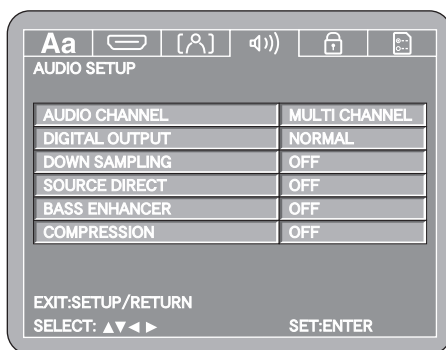 Aa
AUDIO SETUP
AUDIO CHANNEL MULTI CHANNEL
DIGITAL OUTPUT NORMAL
DOWN SAMPLING OFF
SOURCE DIRECT OFF
BASS ENHANCER OFF
COMPRESSION OFF
EXIT:SETUP/RETURN
SELECT: ▲▼◄ ► SET:ENTER